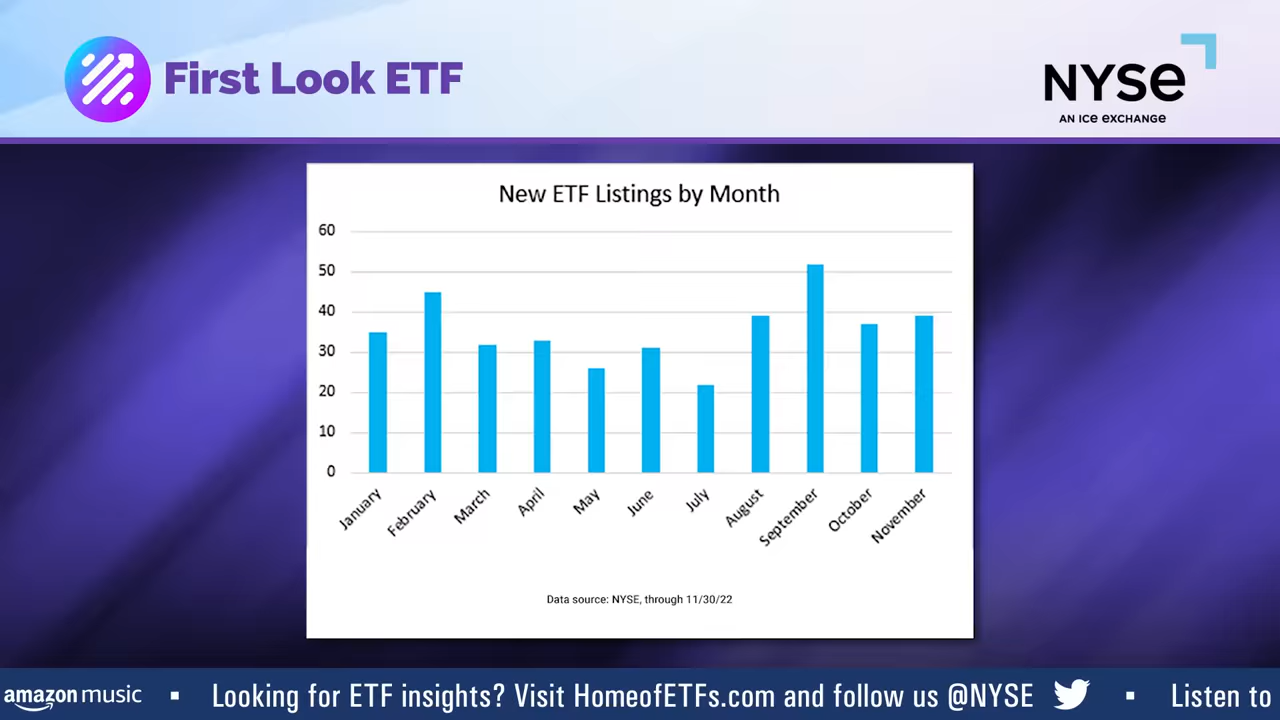 First Look ETF
NYSE
AN ICE EXCHANGE
New ETF Listings by Month
60
50
40
30
20
10
0
January
February
March
April
May
June
July
August
September
October
November
Data source: NYSE, through 11/30/22
amazon music ▪ Looking for ETF insights? Visit HomeofETFs.com and follow us @NYSE ▪ Listen to